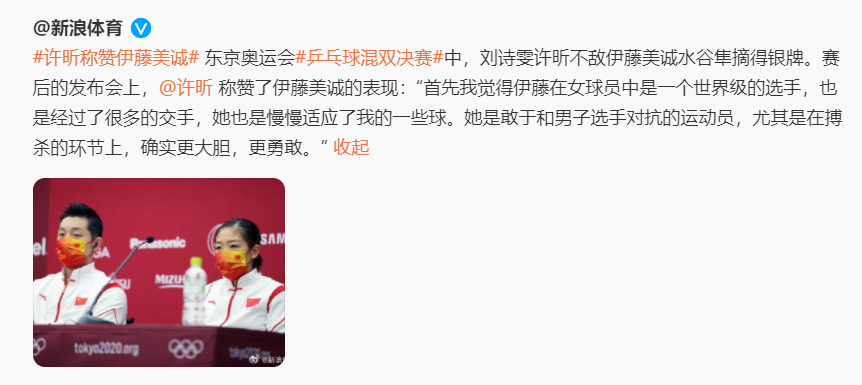 @新浪体育
#许昕称赞伊藤美诚# 东京奥运会#乒乓球混双决赛#中，刘诗雯许昕不敌伊藤美诚水谷隼摘得银牌。赛
后的发布会上，@许昕 称赞了伊藤美诚的表现：“首先我觉得伊藤在女球员中是一个世界级的选手，也
是经过了很多的交手，她也是慢慢适应了我的一些球。她是敢于和男子选手对抗的运动员，尤其是在搏
杀的环节上，确实更大胆，更勇敢。” 收起
Panasonic
SAMS
MIZU
tokyo2020.org